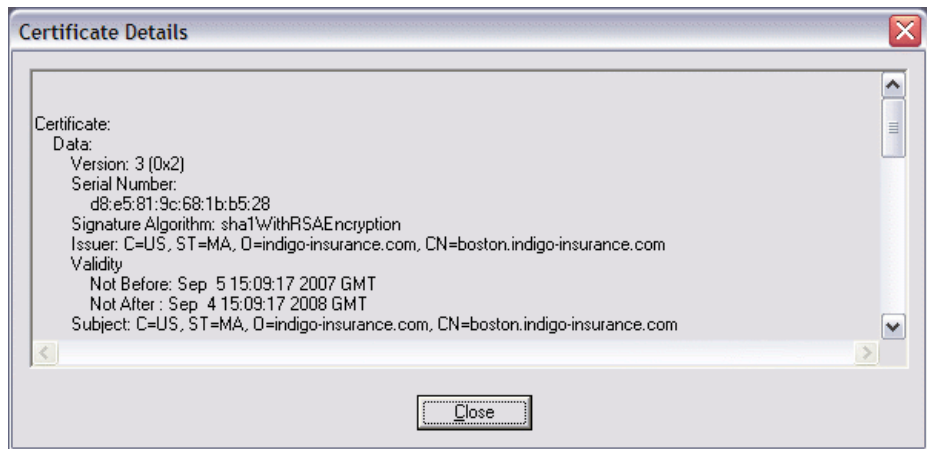 Certificate Details
Certificate:
Data:
Version: 3 (0x2)
Serial Number:
d8:e5:81:9c:68:1b:b5:28
Signature Algorithm: sha1WithRSAEncryption
Issuer: C=US, ST=MA, O=indigo-insurance.com, CN=boston.indigo-insurance.com
Validity
Not Before: Sep  5 15:09:17 2007 GMT
Not After : Sep  4 15:09:17 2008 GMT
Subject: C=US, ST=MA, O=indigo-insurance.com, CN=boston.indigo-insurance.com
Close